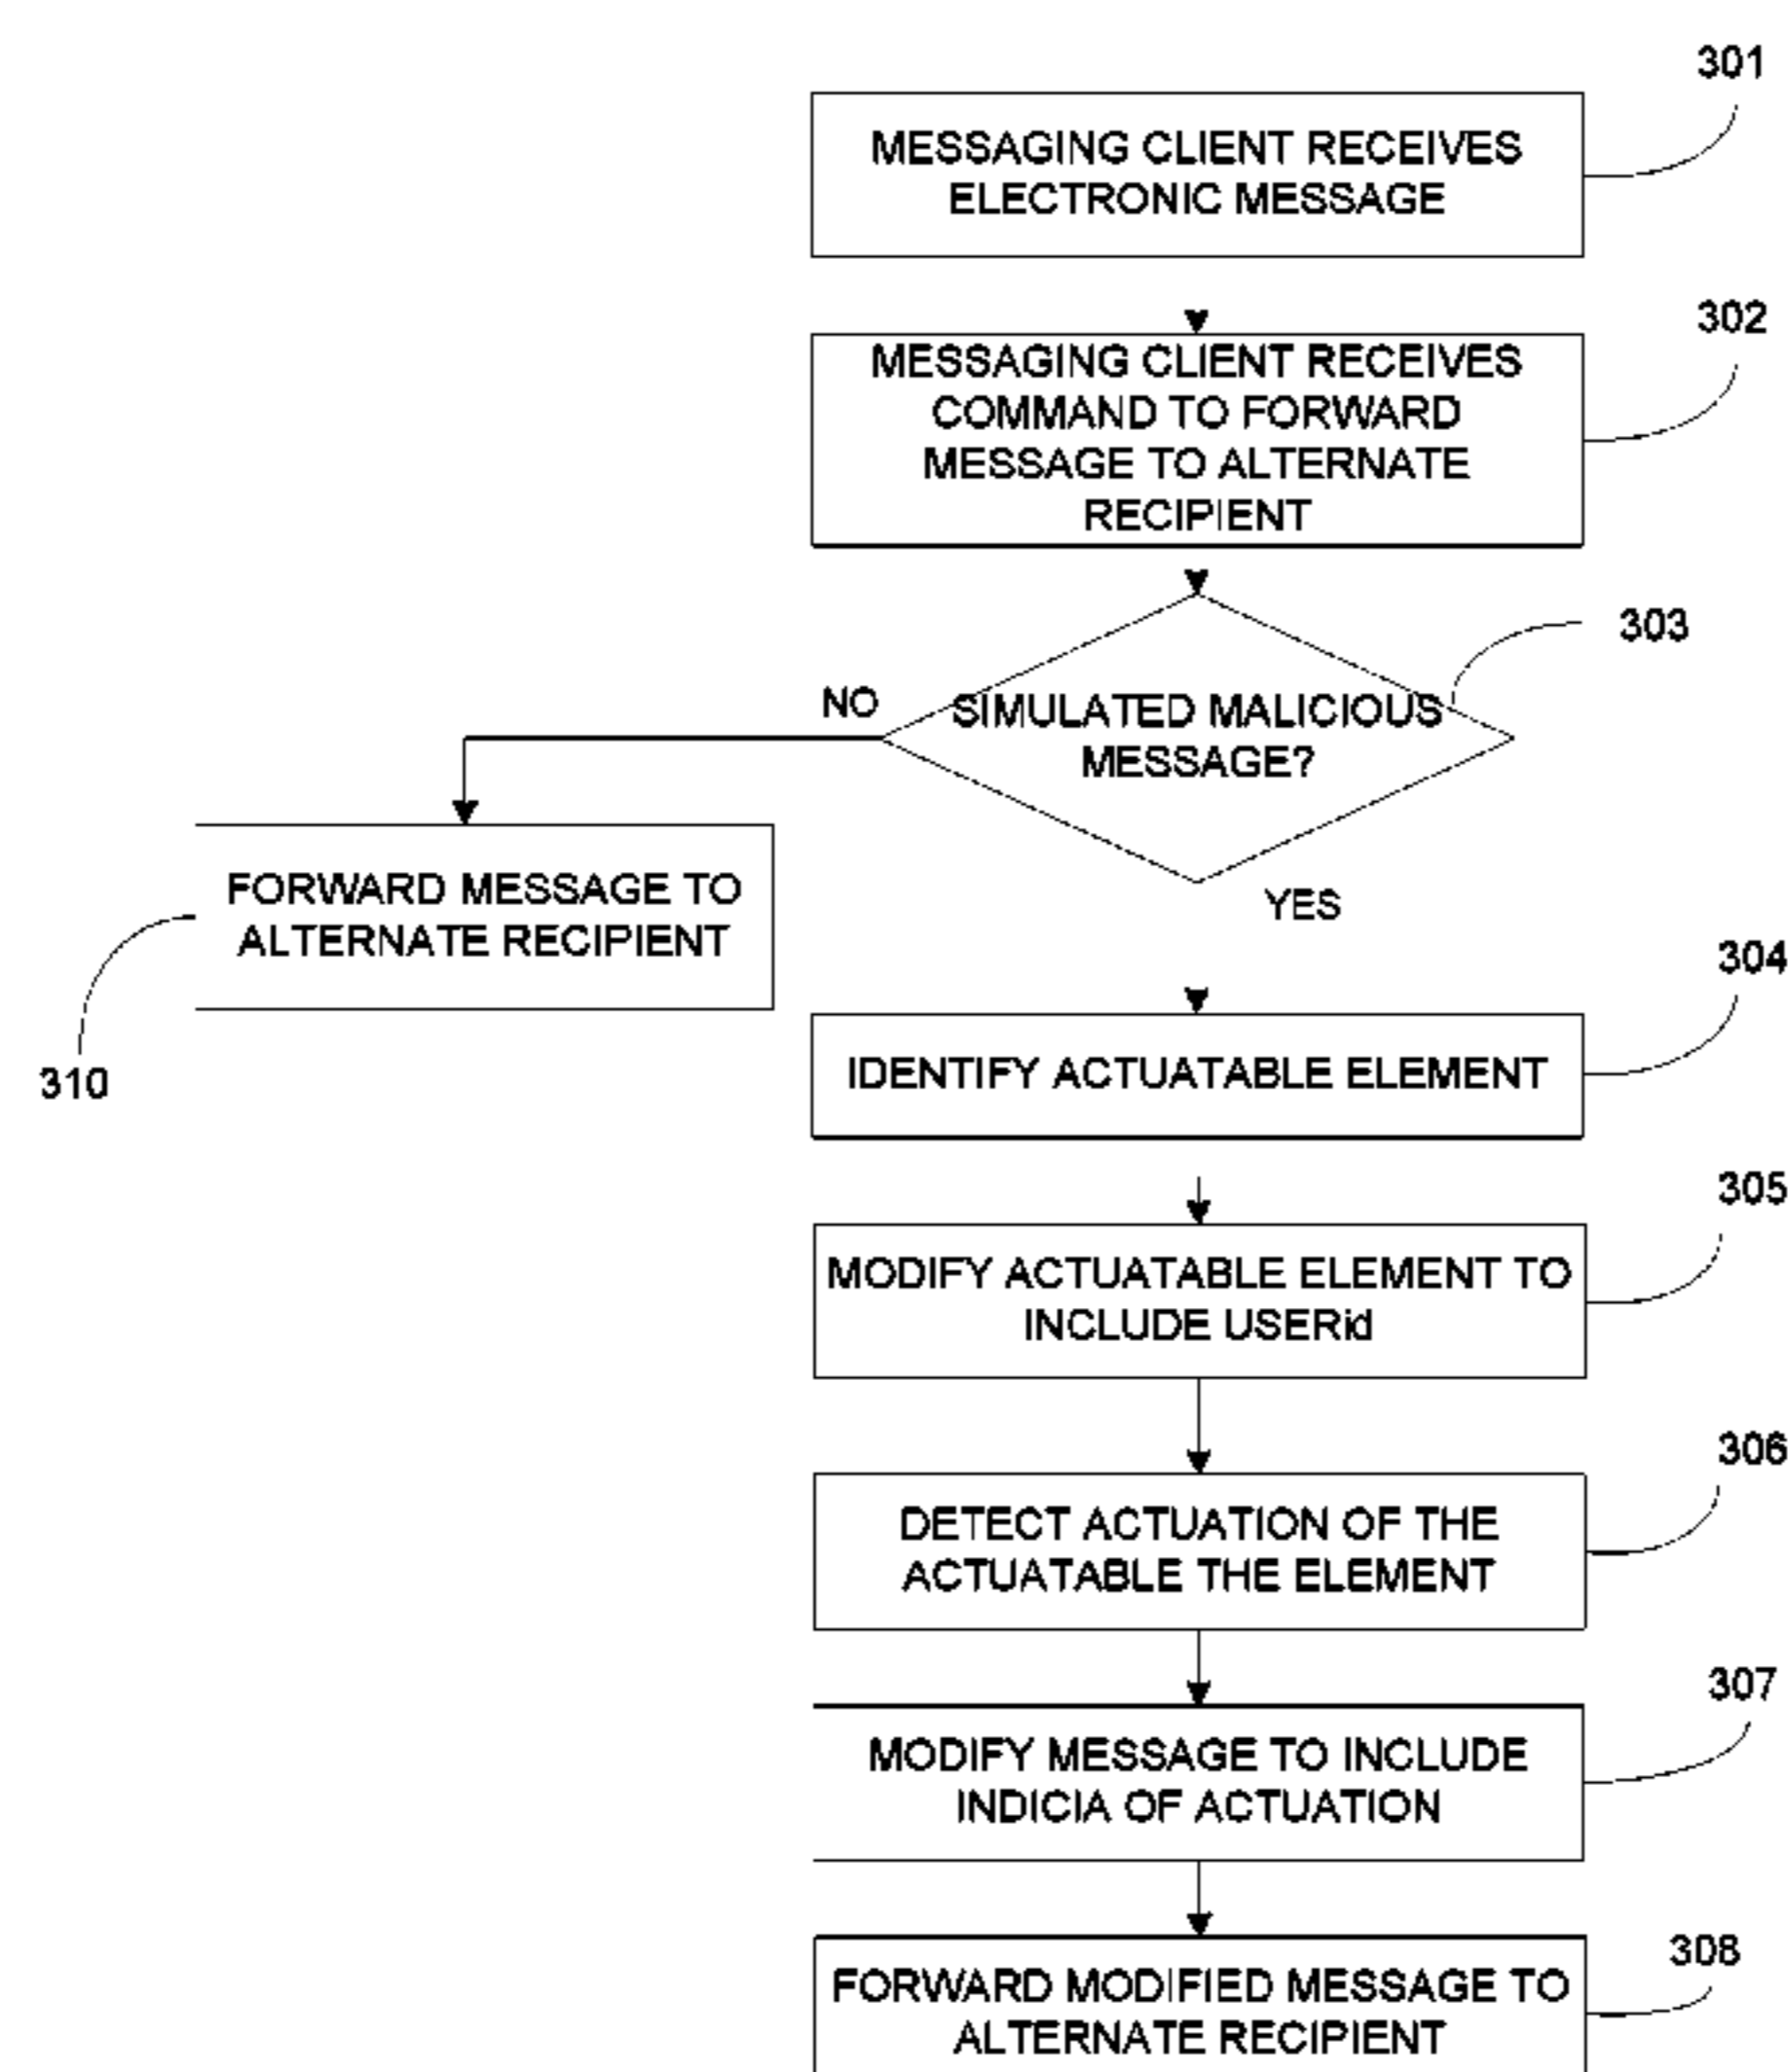 301
MESSAGING CLIENT RECEIVES
ELECTRONIC MESSAGE
302
MESSAGING CLIENT RECEIVES
COMMAND TO FORWARD
MESSAGE TO ALTERNATE
RECIPIENT
303
SIMULATED MALICIOUS
MESSAGE?
NO
YES
FORWARD MESSAGE TO
ALTERNATE RECIPIENT
310
304
IDENTIFY ACTUATABLE ELEMENT
305
MODIFY ACTUATABLE ELEMENT TO
INCLUDE USERid
306
DETECT ACTUATION OF THE
ACTUATABLE THE ELEMENT
307
MODIFY MESSAGE TO INCLUDE
INDICIA OF ACTUATION
308
FORWARD MODIFIED MESSAGE TO
ALTERNATE RECIPIENT